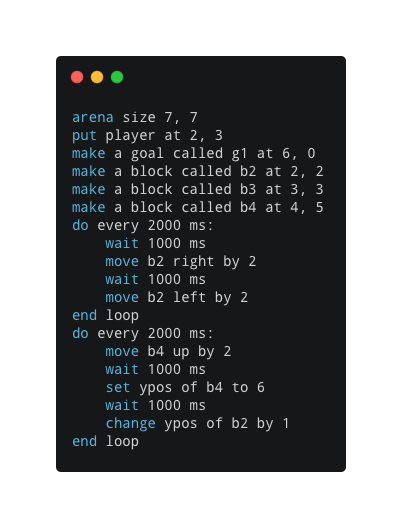 arena size 7, 7
put player at 2, 3
make a goal called g1 at 6, 0
make a block called b2 at 2, 2
make a block called b3 at 3, 3
make a block called b4 at 4, 5
do every 2000 ms:
    wait 1000 ms
    move b2 right by 2
    wait 1000 ms
    move b2 left by 2
end loop
do every 2000 ms:
    move b4 up by 2
    wait 1000 ms
    set ypos of b4 to 6
    wait 1000 ms
    change ypos of b2 by 1
end loop